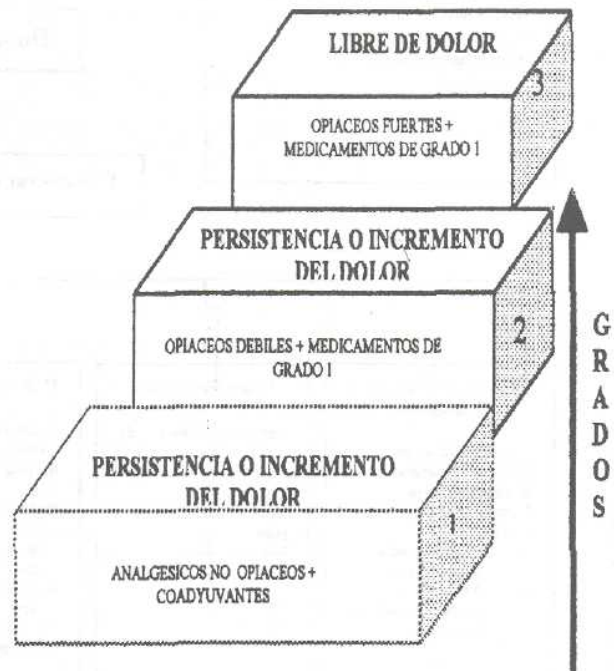 LIBRE DE DOLOR
3
OPIACEOS FUERTES +
MEDICAMENTOS DE GRADO 1
PERSISTENCIA O INCREMENTO
DEL DOLOR
2
OPIACEOS DEBILES + MEDICAMENTOS DE
GRADO 1
PERSISTENCIA O INCREMENTO
DEL DOLOR
1
ANALGESICOS NO OPIACEOS +
COADYUVANTES
G
R
A
D
O
S